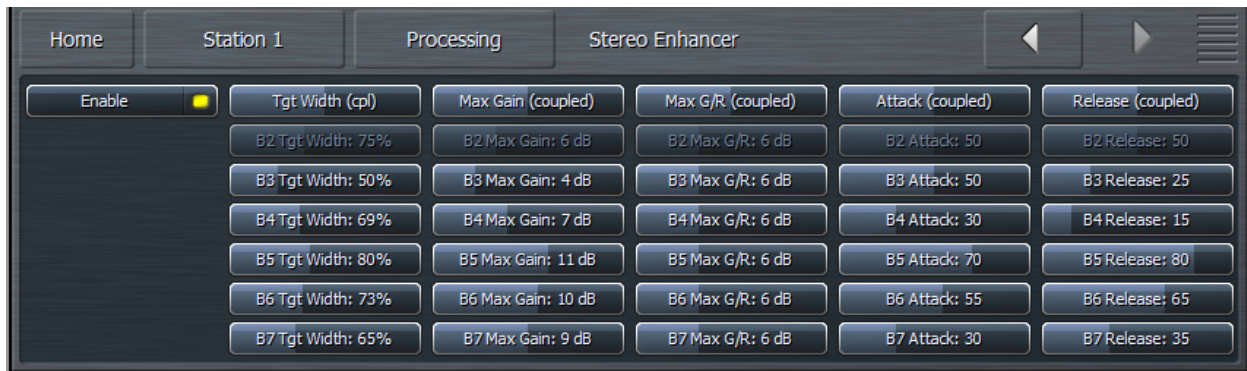 Home Station 1 Processing Stereo Enhancer
Enable Tgt Width (cpl) Max Gain (coupled) Max G/R (coupled) Attack (coupled) Release (coupled)
B2 Tgt Width: 75% B2 Max Gain: 6 dB B2 Max G/R: 6 dB B2 Attack: 50 B2 Release: 50
B3 Tgt Width: 50% B3 Max Gain: 4 dB B3 Max G/R: 6 dB B3 Attack: 50 B3 Release: 25
B4 Tgt Width: 69% B4 Max Gain: 7 dB B4 Max G/R: 6 dB B4 Attack: 30 B4 Release: 15
B5 Tgt Width: 80% B5 Max Gain: 11 dB B5 Max G/R: 6 dB B5 Attack: 70 B5 Release: 80
B6 Tgt Width: 73% B6 Max Gain: 10 dB B6 Max G/R: 6 dB B6 Attack: 55 B6 Release: 65
B7 Tgt Width: 65% B7 Max Gain: 9 dB B7 Max G/R: 6 dB B7 Attack: 30 B7 Release: 35